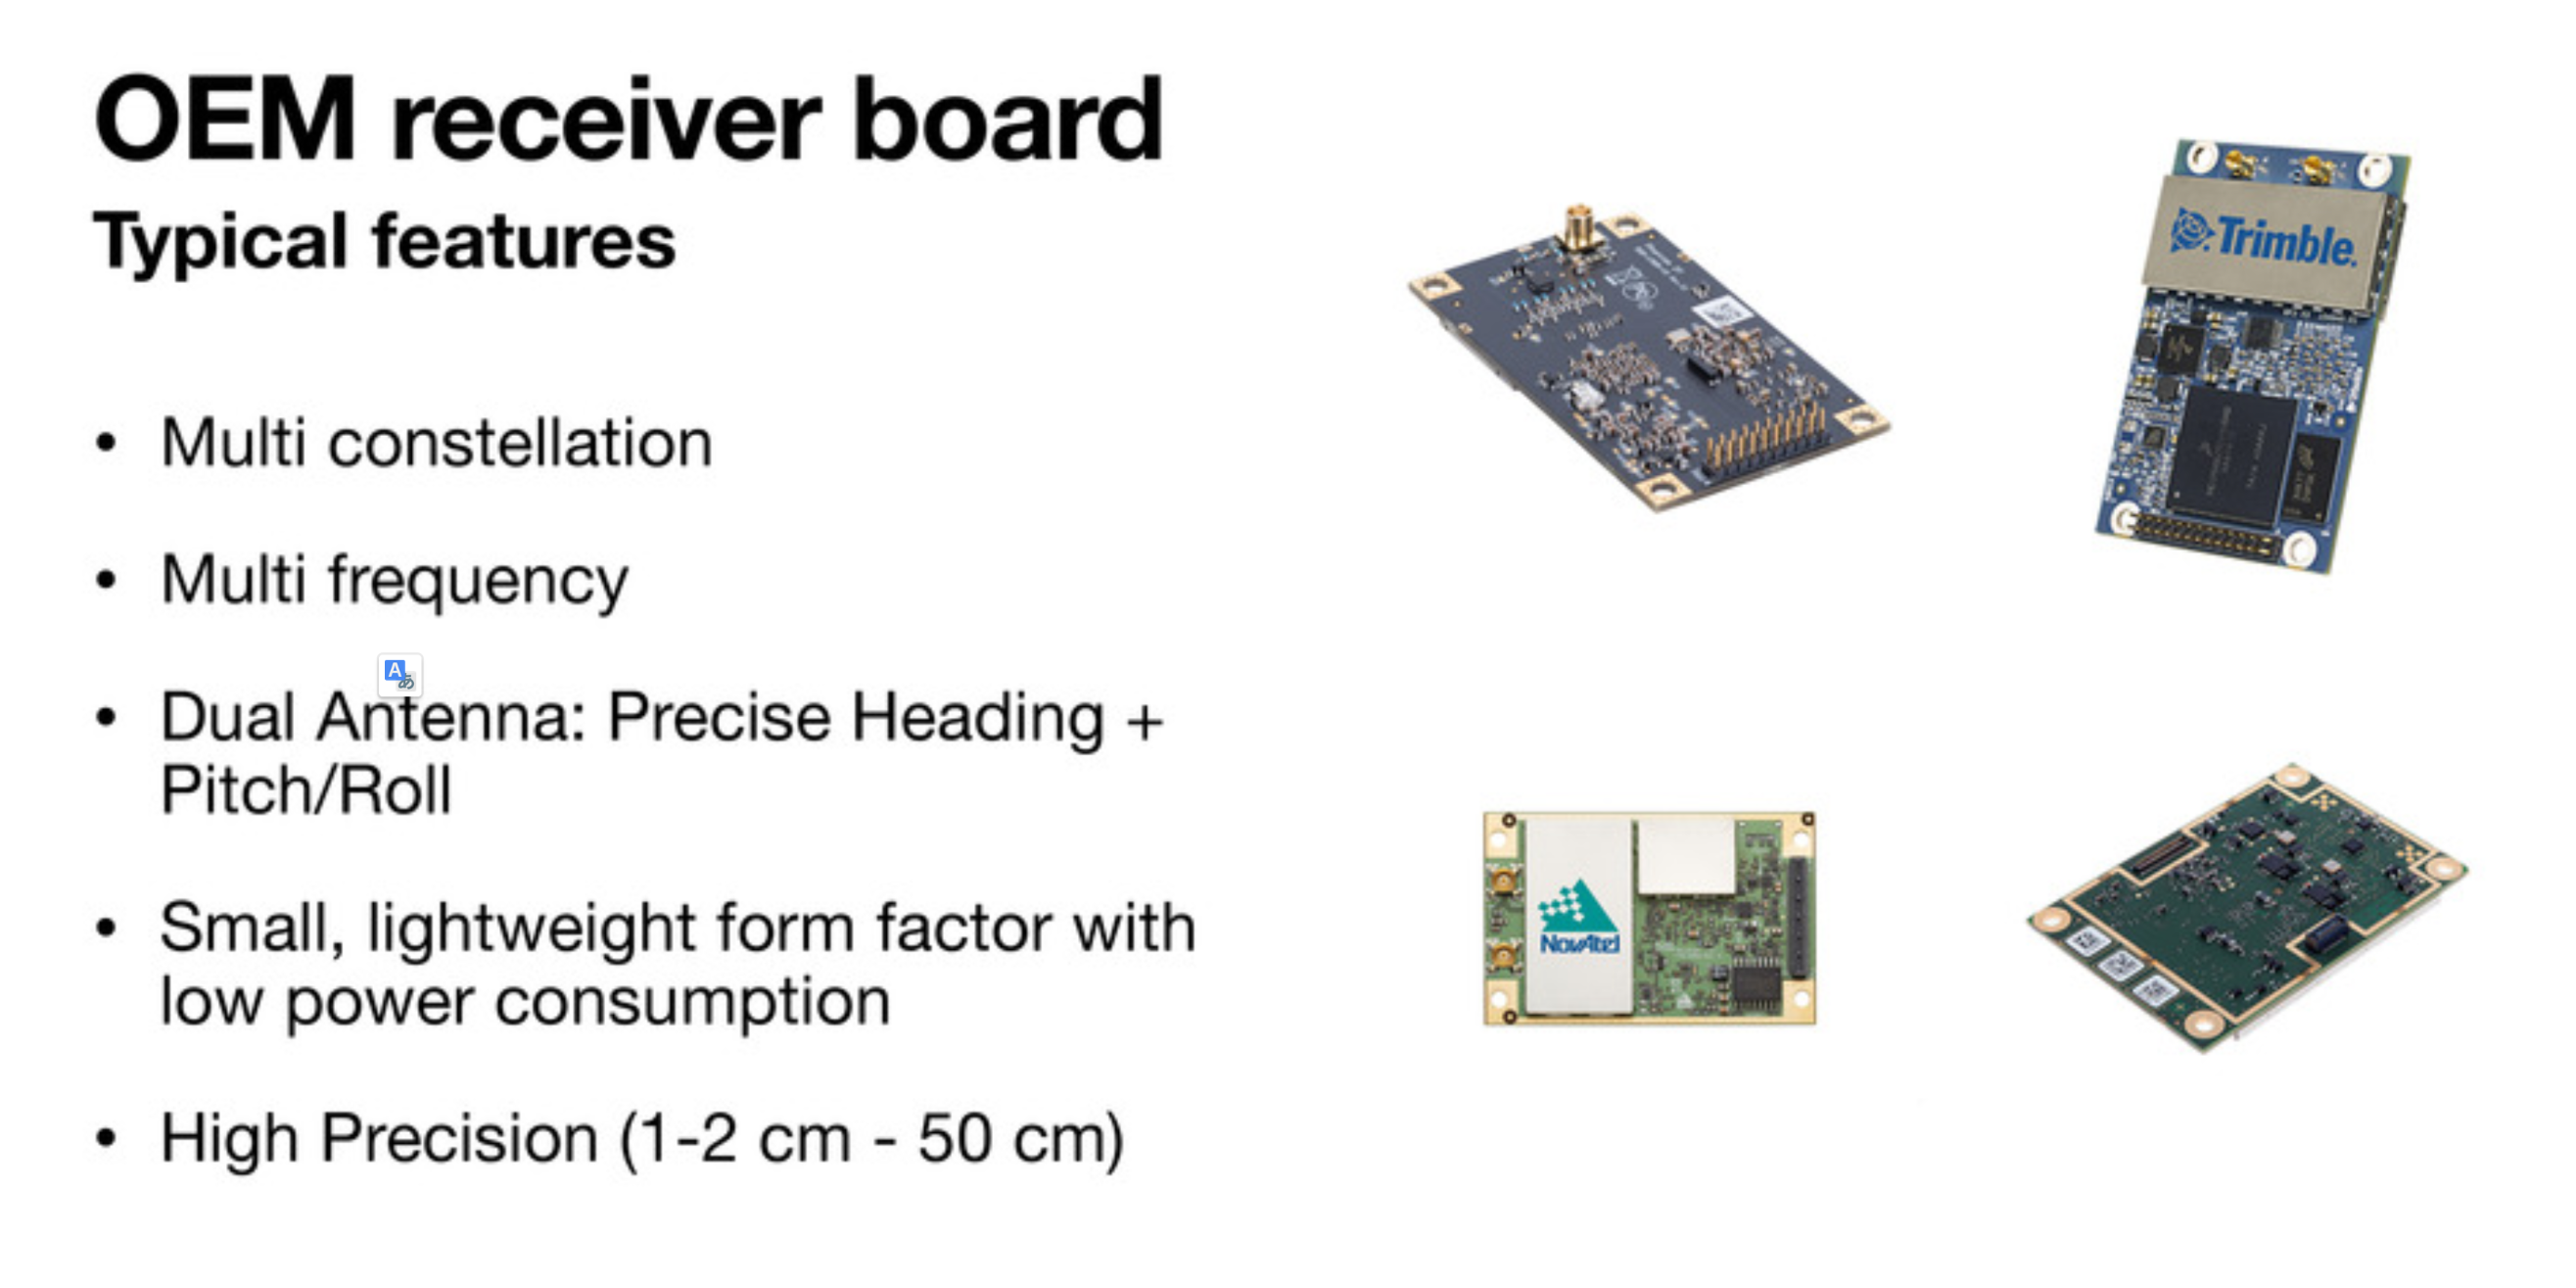 OEM receiver board
Typical features
• Multi constellation
• Multi frequency
• Dual Antenna: Precise Heading +
Pitch/Roll
• Small, lightweight form factor with
low power consumption
• High Precision (1-2 cm - 50 cm)
Trimble.
NovAtel
A
あ